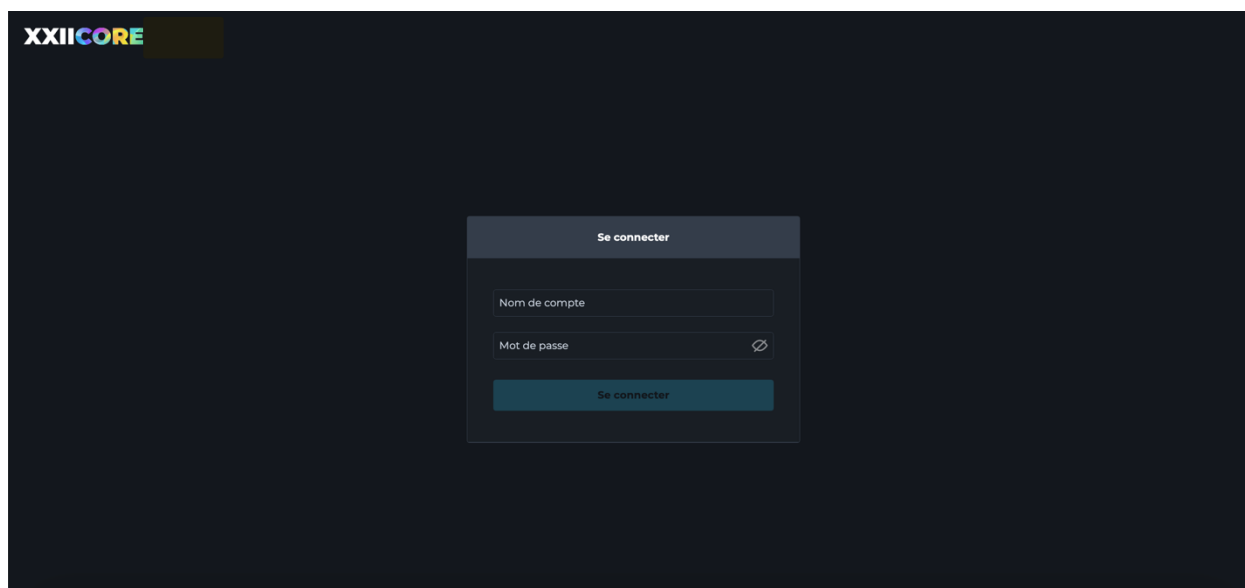 XXIICORE
Se connecter
Nom de compte
Mot de passe
Se connecter